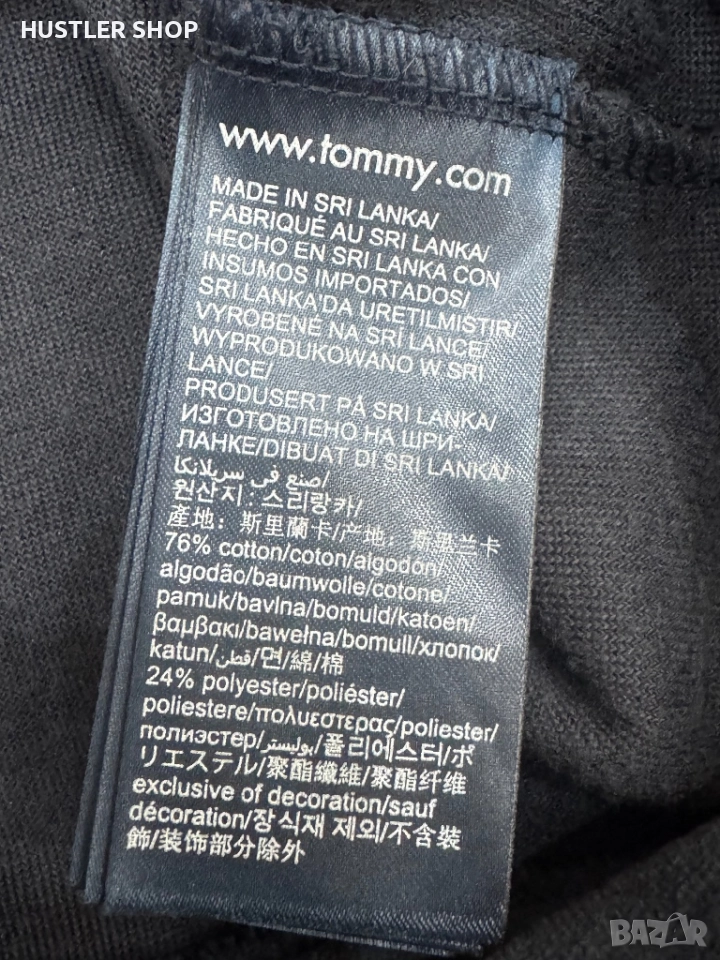 HUSTLER SHOP
www.tommy.com
MADE IN SRI LANKA/
FABRIQUÉ AU SRI LANKA/
HECHO EN SRI LANKA CON
INSUMOS IMPORTADOS/
SRI LANKA'DA URETILMISTIR/
VYROBENÉ NA SRÍ LANCE/
WYPRODUKOWANO W SRI
LANCE/
PRODUSERT PÅ SRI LANKA/
ИЗГОТОВЛЕНО НА ШРИ-
ЛАНКЕ/DIBUAT DI SRI LANKA/
صنع في سريلانكا/
원산지 : 스리랑카/
產地：斯里蘭卡/产地：斯里兰卡
76% cotton/coton/algodón/
algodão/baumwolle/cotone/
pamuk/bavlna/bomuld/katoen/
βαμβακι/bawełna/bomull/хлопок/
katun/قطن/면/綿/棉
24% polyester/poliéster/
poliestere/πολυεστερας/poliester/
полиэстер/بوليستر/폴리에스터/ポ
リエステル/聚酯纖維/聚酯纤维
exclusive of decoration/sauf
décoration/장식재 제외/不含裝
飾/装饰部分除外
BAZAR